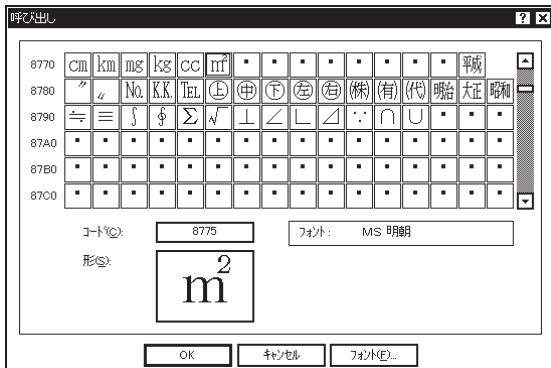 呼び出し ? x
8770 cm km mg kg cc m² ・ ・ ・ ・ ・ ・ ・ ・ 平成
8780 〝 〟 No. K.K. TEL ㊤ ㊥ ㊦ ㊧ ㊨ ㈱ ㈲ ㈹ 明治 大正 昭和
8790 ≒ ≡ ∫ ∮ Σ √ ⊥ ∠ ∟ ⊿ ∵ ∩ ∪ ・ ・ ・
87A0 ・ ・ ・ ・ ・ ・ ・ ・ ・ ・ ・ ・ ・ ・ ・ ・
87B0 ・ ・ ・ ・ ・ ・ ・ ・ ・ ・ ・ ・ ・ ・ ・ ・
87C0 ・ ・ ・ ・ ・ ・ ・ ・ ・ ・ ・ ・ ・ ・ ・ ・
コード(C): 8775 フォント: MS 明朝
形(S):
m²
OK キャンセル フォント(F)...